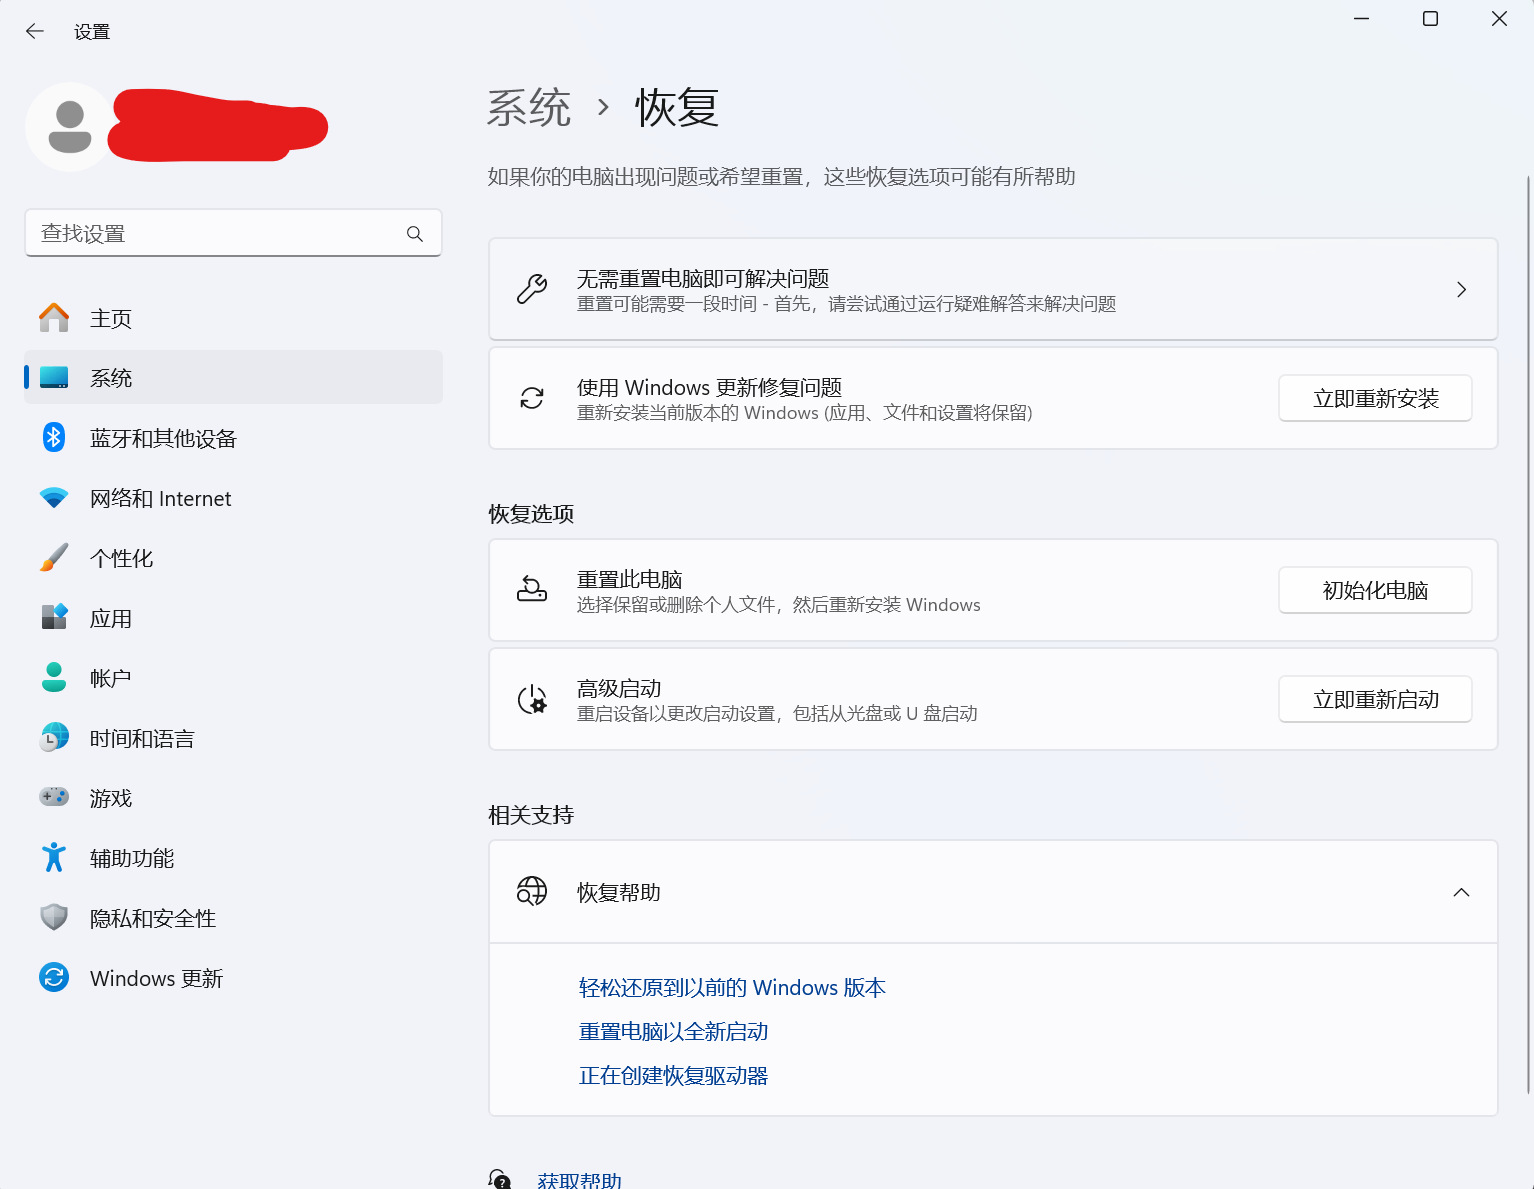 设置
查找设置
主页
系统
蓝牙和其他设备
网络和 Internet
个性化
应用
帐户
时间和语言
游戏
辅助功能
隐私和安全性
Windows 更新
系统 › 恢复
如果你的电脑出现问题或希望重置，这些恢复选项可能有所帮助
无需重置电脑即可解决问题
重置可能需要一段时间 - 首先，请尝试通过运行疑难解答来解决问题
使用 Windows 更新修复问题
重新安装当前版本的 Windows (应用、文件和设置将保留)
立即重新安装
恢复选项
重置此电脑
选择保留或删除个人文件，然后重新安装 Windows
初始化电脑
高级启动
重启设备以更改启动设置，包括从光盘或 U 盘启动
立即重新启动
相关支持
恢复帮助
轻松还原到以前的 Windows 版本
重置电脑以全新启动
正在创建恢复驱动器
获取帮助